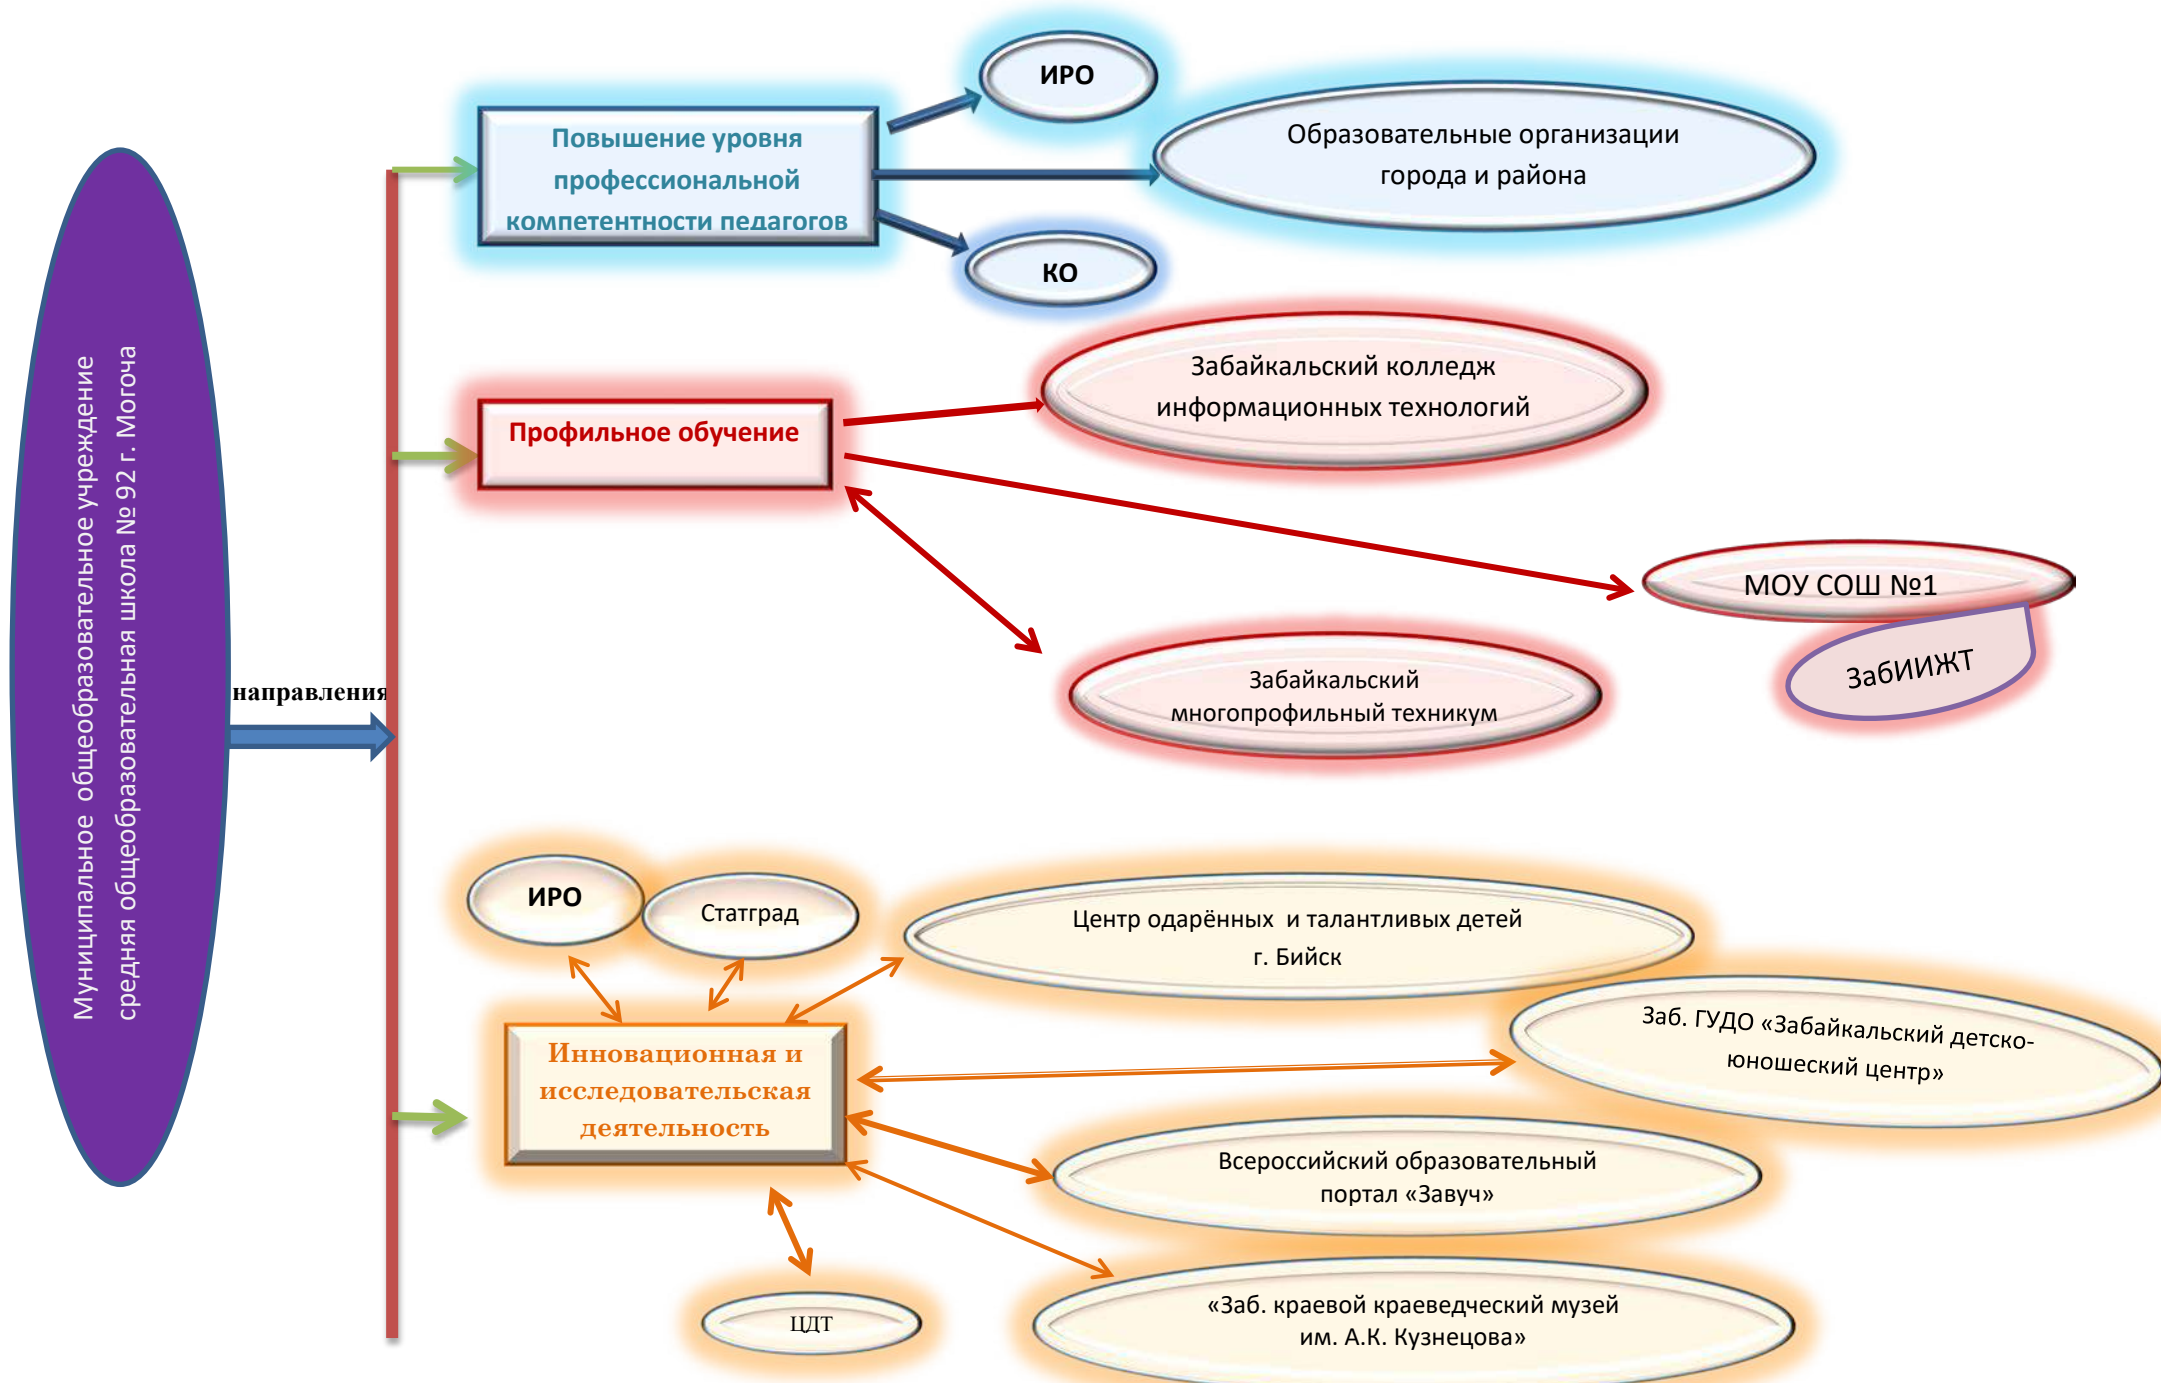 Муниципальное общеобразовательное учреждение
средняя общеобразовательная школа № 92 г. Могоча
направления
Повышение уровня
профессиональной
компетентности педагогов
ИРО
Образовательные организации
города и района
КО
Профильное обучение
Забайкальский колледж
информационных технологий
МОУ СОШ №1
ЗабИИЖТ
Забайкальский
многопрофильный техникум
ИРО
Статград
Центр одарённых и талантливых детей
г. Бийск
Заб. ГУДО «Забайкальский детско-
юношеский центр»
Инновационная и
исследовательская
деятельность
Всероссийский образовательный
портал «Завуч»
ЦДТ
«Заб. краевой краеведческий музей
им. А.К. Кузнецова»